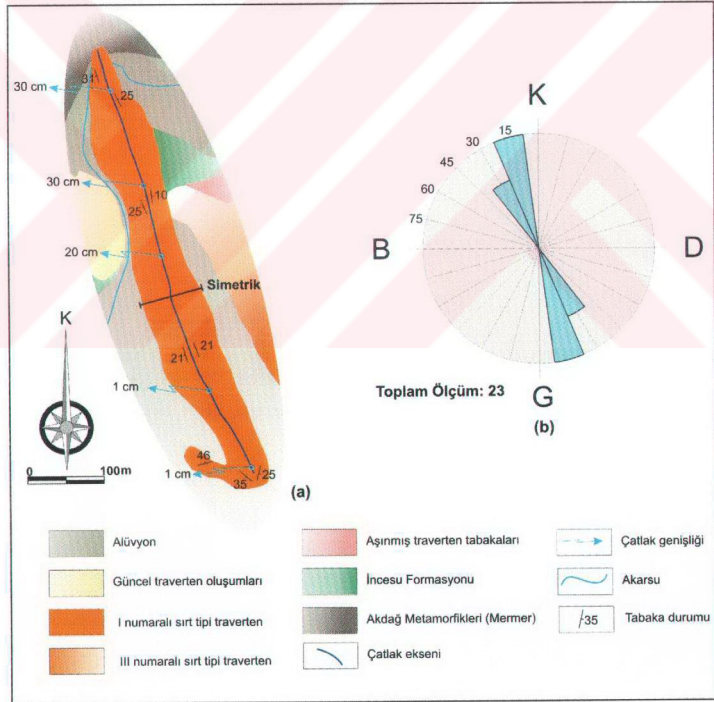 31
30 cm
25
30 cm
10
25
20 cm
Simetrik
K
21
21
1 cm
46
1 cm
35
25
0
100m
(a)
K
15
30
45
60
75
B
D
G
Toplam Ölçüm: 23
(b)
Alüvyon
Güncel traverten oluşumları
I numaralı sırt tipi traverten
III numaralı sırt tipi traverten
Aşınmış traverten tabakaları
İncesu Formasyonu
Akdağ Metamorfikleri (Mermer)
Çatlak ekseni
Çatlak genişliği
Akarsu
35
Tabaka durumu